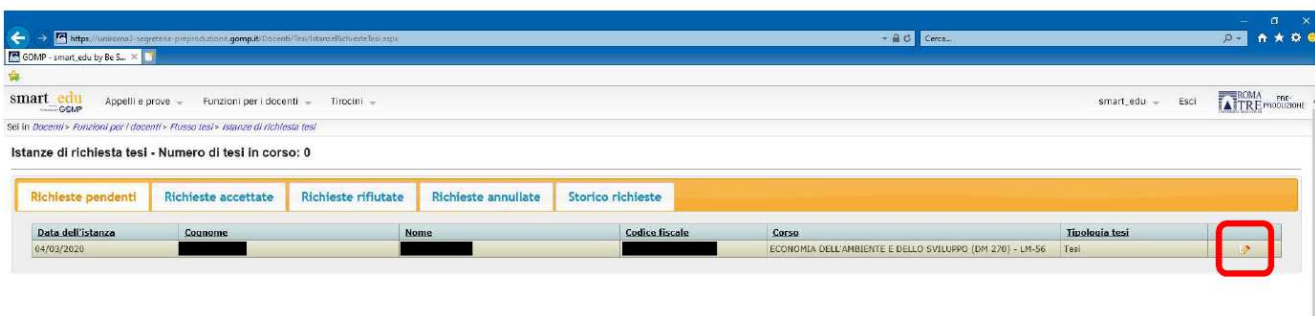 https://uniroma3-segreterie-preproduzione.gomp.it/Docenti/Tesi/IstanzeRichiesteTesi.aspx Cerca...
GOMP - smart_edu by Be S...
smart_edu GOMP Appelli e prove Funzioni per i docenti Tirocini smart_edu Esci ROMA TRE PRE-PRODUZIONE
Sei in Docenti » Funzioni per i docenti » Flusso tesi » Istanze di richiesta tesi
Istanze di richiesta tesi - Numero di tesi in corso: 0
Richieste pendenti Richieste accettate Richieste rifiutate Richieste annullate Storico richieste
Data dell'istanza Cognome Nome Codice fiscale Corso Tipologia tesi
04/03/2020 ECONOMIA DELL'AMBIENTE E DELLO SVILUPPO (DM 270) - LM-56 Tesi